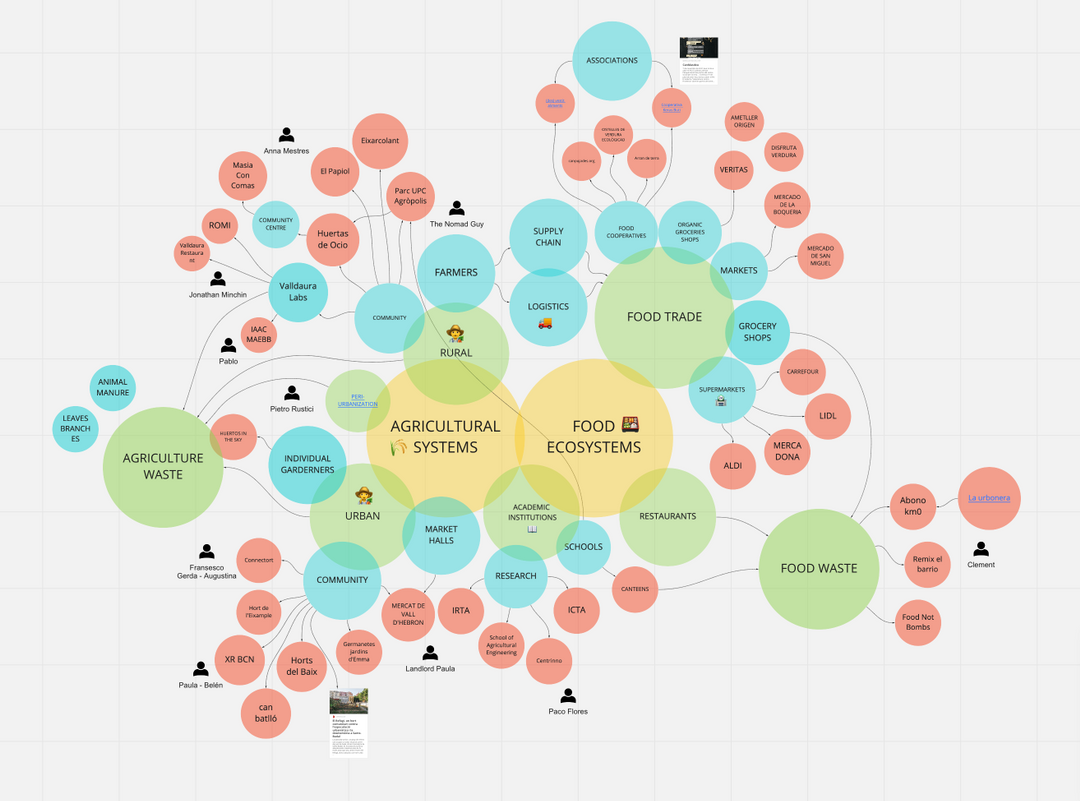 ASSOCIATIONS
AMETLLER
ORIGEN
Eixarcolant
Anna Mestres
DISFRUTA
VERDURA
Masia
Con
Comas
El Papiol
VERITAS
Parc UPC
Agròpolis
MERCADO
DE LA
BOQUERIA
ROMI
COMMUNITY
CENTRE
The Nomad Guy
Huertas
de Ocio
SUPPLY
CHAIN
FOOD
COOPERATIVES
ORGANIC
GROCERIES
SHOPS
Valldaura
Restaura
nt
MERCADO
DE SAN
MIGUEL
FARMERS
MARKETS
Jonathan Minchin
Valldaura
Labs
LOGISTICS
COMMUNITY
FOOD TRADE
IAAC
MAEBB
GROCERY
SHOPS
RURAL
Pablo
CARREFOUR
ANIMAL
MANURE
PERI-
URBANIZATION
SUPERMARKETS
Pietro Rustici
LIDL
LEAVES
BRANCH
ES
HUERTOS IN
THE SKY
AGRICULTURAL
SYSTEMS
FOOD
ECOSYSTEMS
MERCA
DONA
AGRICULTURE
WASTE
INDIVIDUAL
GARDERNERS
ALDI
URBAN
ACADEMIC
INSTITUTIONS
RESTAURANTS
Abono
km0
La urbonera
MARKET
HALLS
SCHOOLS
Fransesco
Gerda - Augustina
Connectort
COMMUNITY
RESEARCH
CANTEENS
FOOD WASTE
Remix el
barrio
Clement
Hort de
l'Eixample
MERCAT DE
VALL
D'HEBRON
IRTA
ICTA
Food Not
Bombs
XR BCN
Horts
del Baix
Germanetes
jardins
d'Emma
School of
Agricultural
Engineering
Centrinno
Landlord Paula
Paula - Belén
can
batlló
Paco Flores